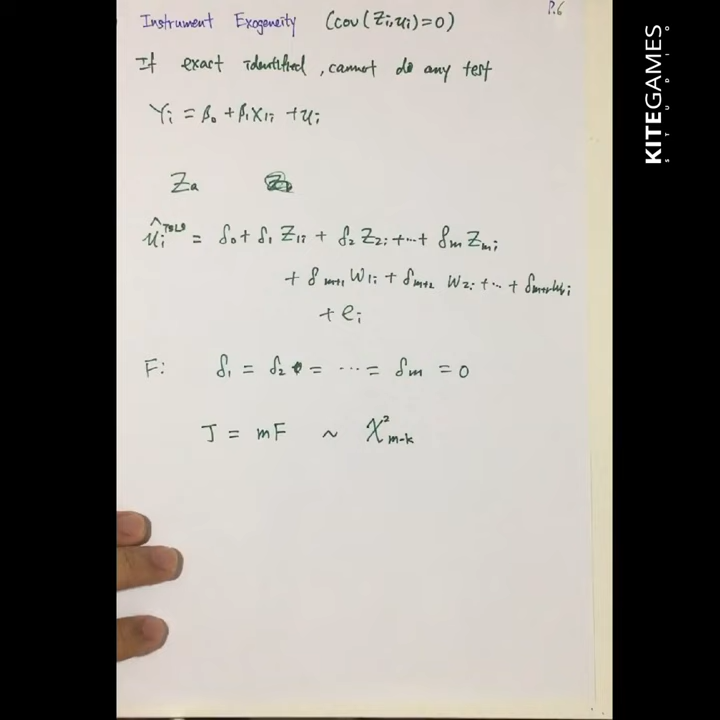 P.6
Instrument Exogeneity (cov(Zi,ui)=0)
If exact identified, cannot do any test
Yi = β0 + β1X1i + ui
Za
ûi^TSLS = δ0 + δ1 Z1i + δ2 Z2i + ... + δm Zmi
+ δm+1 W1i + δm+2 W2i + ... + δm+r Wri
+ ei
F: δ1 = δ2 = ... = δm = 0
J = mF ~ χ²m-k
KITEGAMES
STUDIO